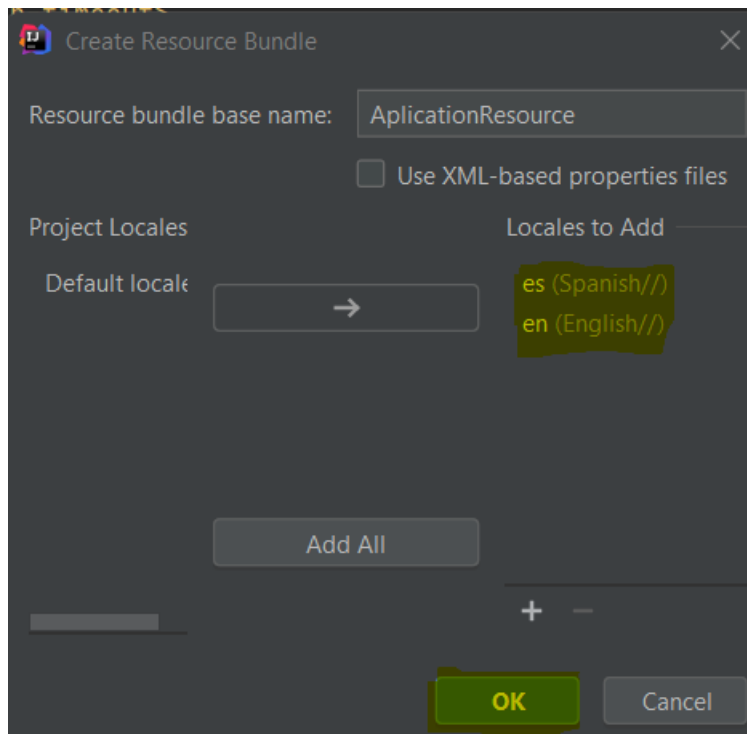 Create Resource Bundle
Resource bundle base name: AplicationResource
Use XML-based properties files
Project Locales Locales to Add
Default locale es (Spanish//)
en (English//)
Add All
OK Cancel